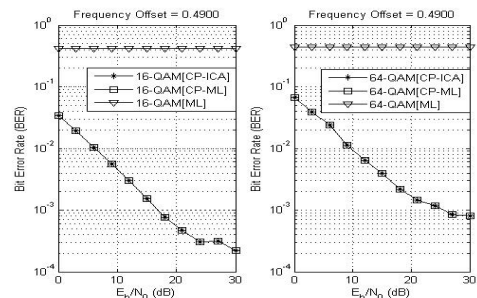 Frequency Offset = 0.4900
10^0
10^-1
10^-2
10^-3
10^-4
Bit Error Rate (BER)
16-QAM[CP-ICA]
16-QAM[CP-ML]
16-QAM[ML]
0 10 20 30
E_b/N_0 (dB)
Frequency Offset = 0.4900
10^0
10^-1
10^-2
10^-3
10^-4
Bit Error Rate (BER)
64-QAM[CP-ICA]
64-QAM[CP-ML]
64-QAM[ML]
0 10 20 30
E_b/N_0 (dB)